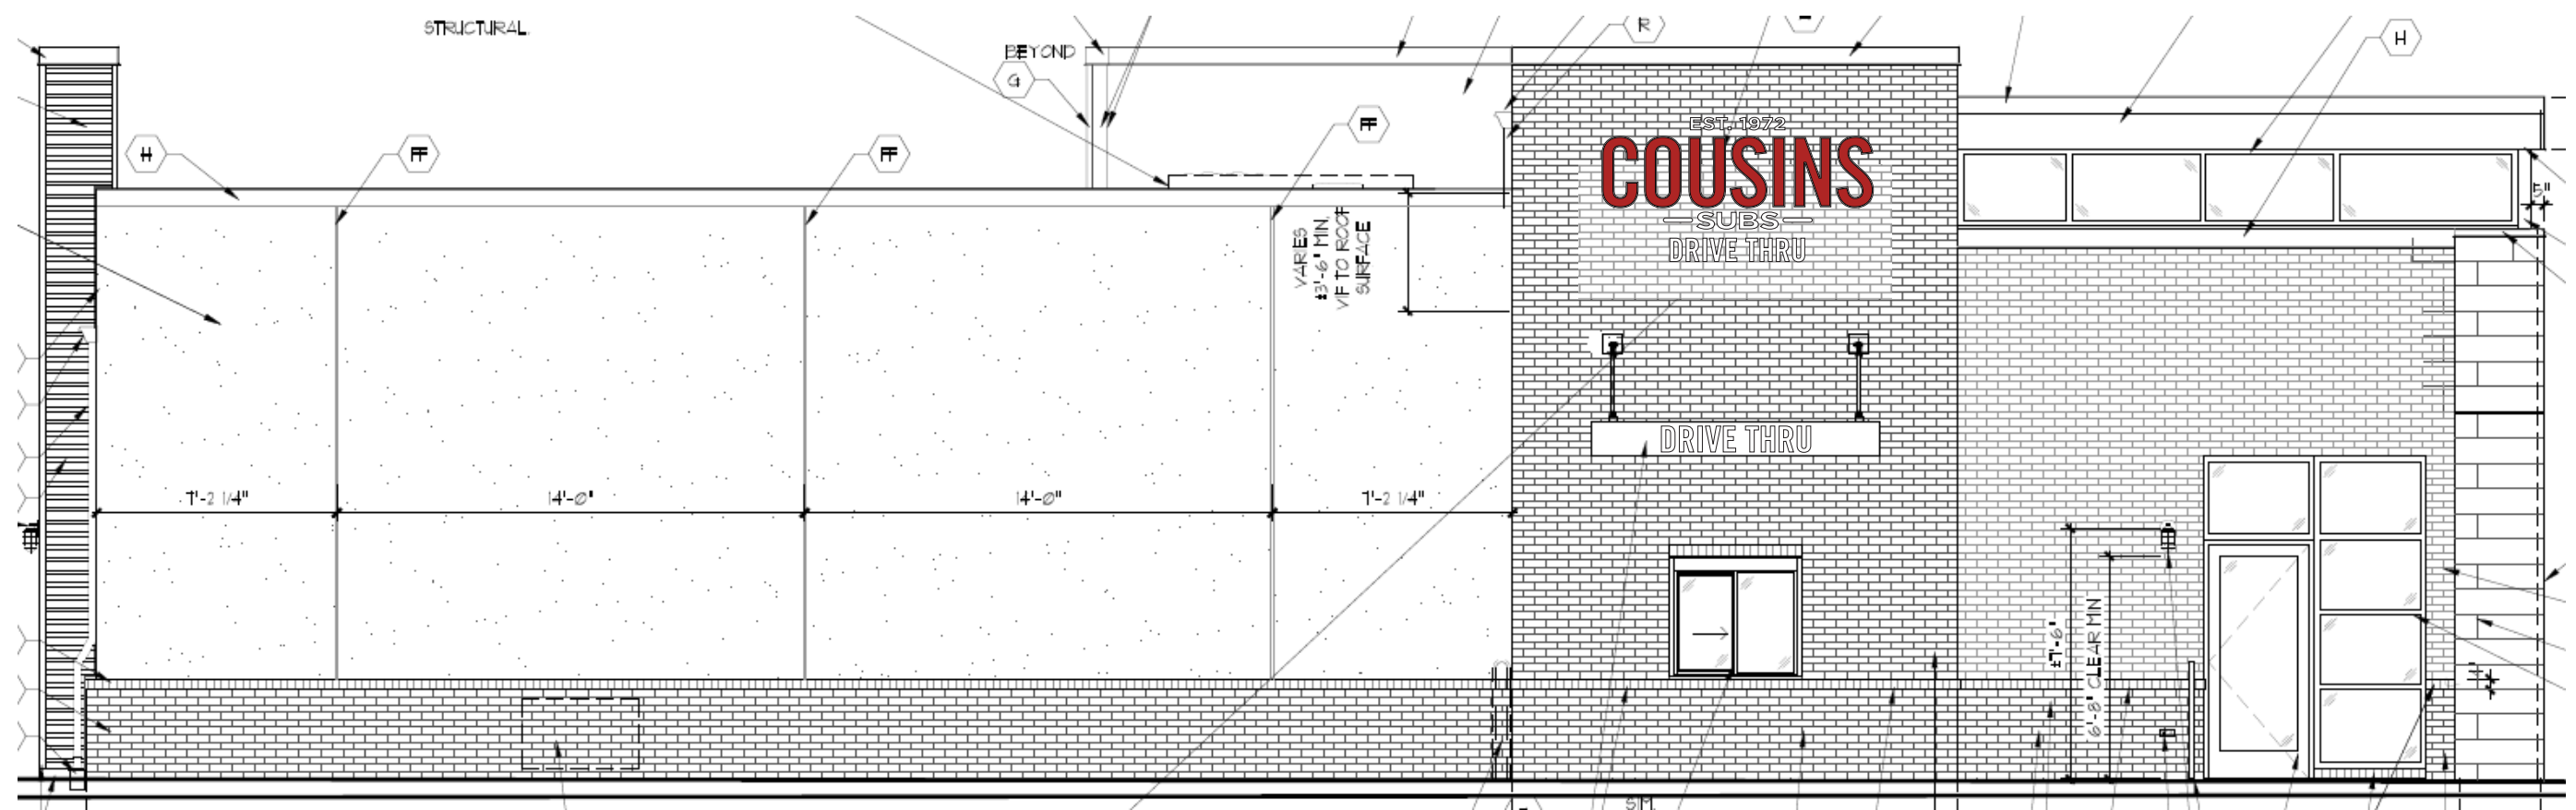 STRUCTURAL.
BEYOND
G
R
H
H
FF
FF
FF
EST. 1972
COUSINS
SUBS
DRIVE THRU
5"
VARIES
±3'-6" MIN.
VIF TO ROOF
SURFACE
DRIVE THRU
7'-2 1/4"
14'-0"
14'-0"
7'-2 1/4"
±7'-6"
6'-8" CLEAR MIN
SIM.